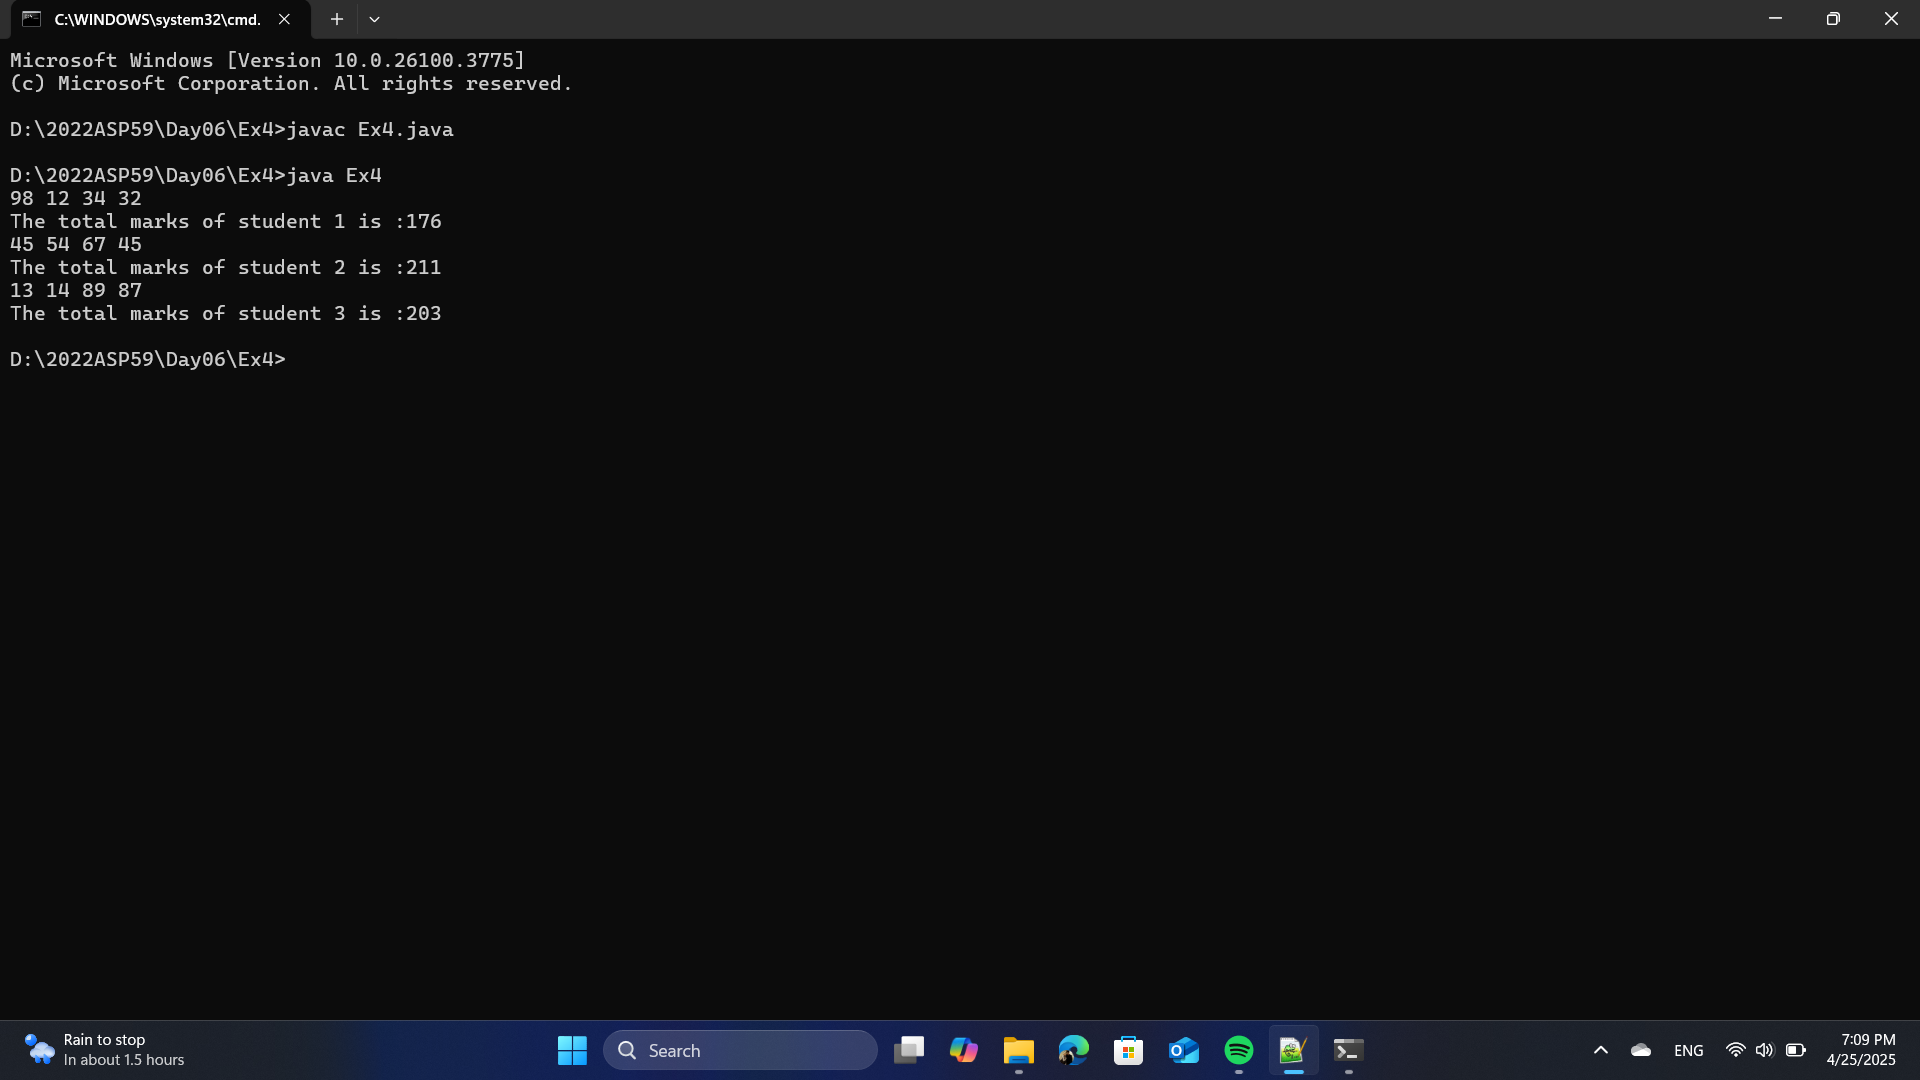 C:\WINDOWS\system32\cmd.
Microsoft Windows [Version 10.0.26100.3775]
(c) Microsoft Corporation. All rights reserved.
D:\2022ASP59\Day06\Ex4>javac Ex4.java
D:\2022ASP59\Day06\Ex4>java Ex4
98 12 34 32
The total marks of student 1 is :176
45 54 67 45
The total marks of student 2 is :211
13 14 89 87
The total marks of student 3 is :203
D:\2022ASP59\Day06\Ex4>
Rain to stop
In about 1.5 hours
Search
ENG
7:09 PM
4/25/2025